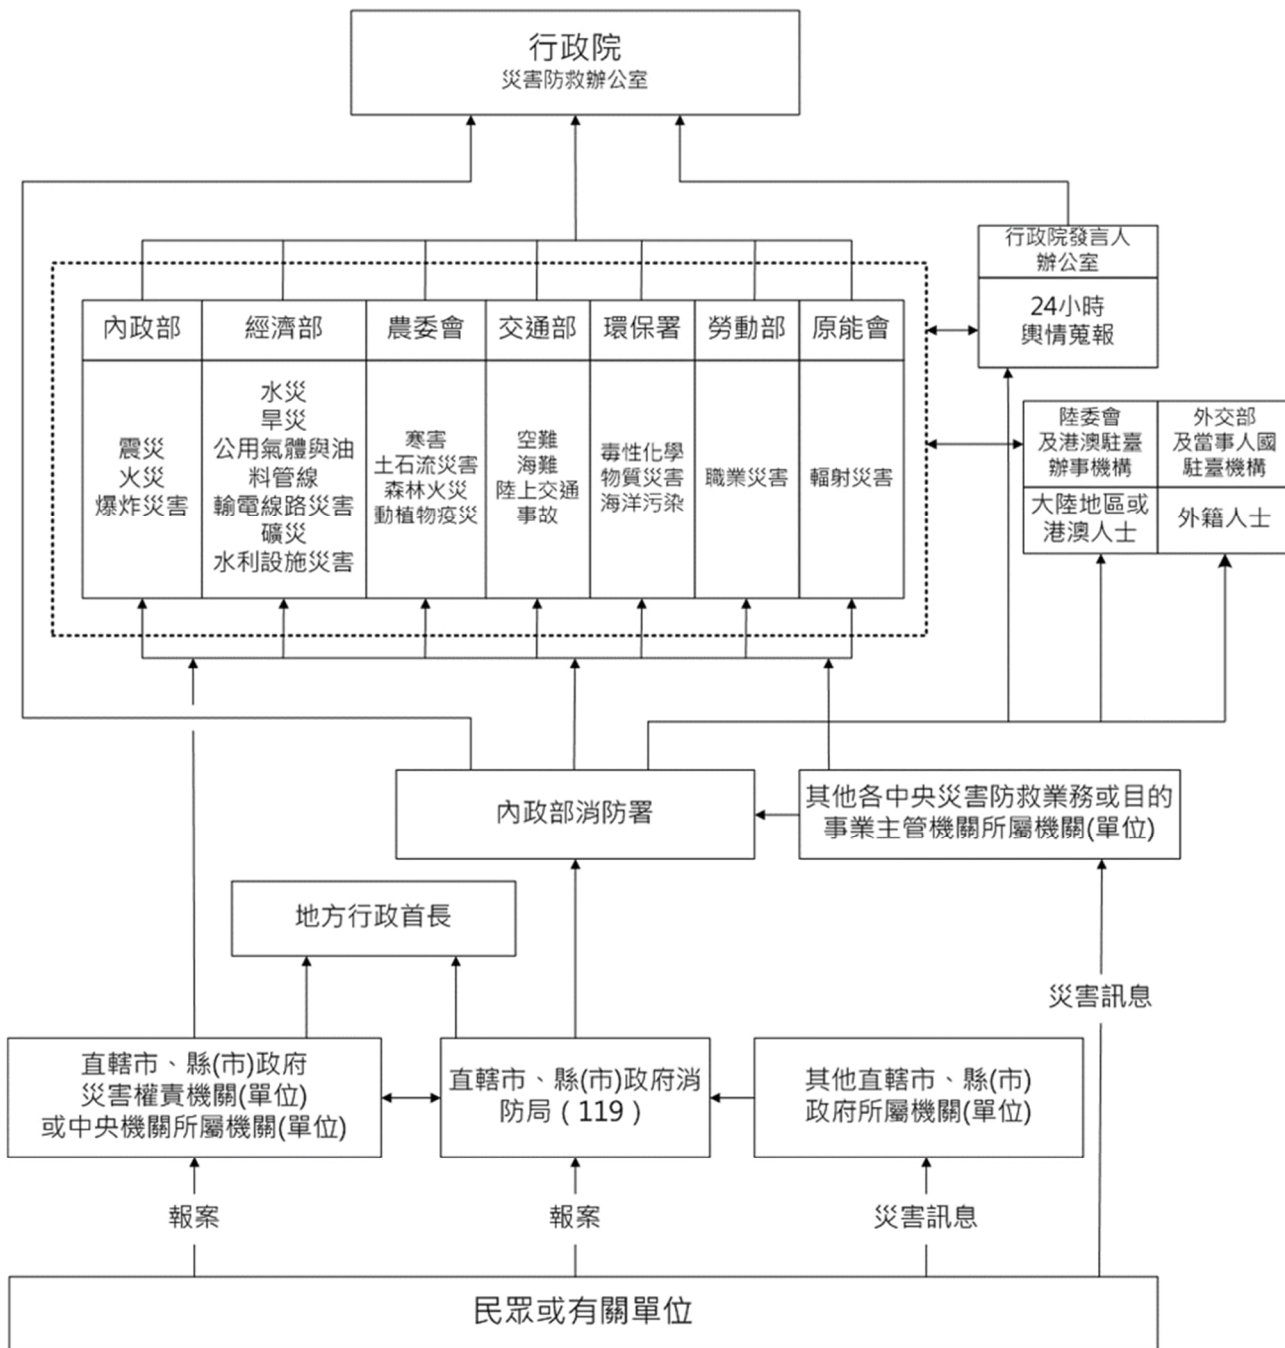 行政院
災害防救辦公室
行政院發言人
辦公室
24小時
輿情蒐報
內政部
震災
火災
爆炸災害
經濟部
水災
旱災
公用氣體與油
料管線
輸電線路災害
礦災
水利設施災害
農委會
寒害
土石流災害
森林火災
動植物疫災
交通部
空難
海難
陸上交通
事故
環保署
毒性化學
物質災害
海洋污染
勞動部
職業災害
原能會
輻射災害
陸委會
及港澳駐臺
辦事機構
大陸地區或
港澳人士
外交部
及當事人國
駐臺機構
外籍人士
內政部消防署
其他各中央災害防救業務或目的
事業主管機關所屬機關(單位)
地方行政首長
災害訊息
直轄市、縣(市)政府
災害權責機關(單位)
或中央機關所屬機關(單位)
直轄市、縣(市)政府消
防局（119）
其他直轄市、縣(市)
政府所屬機關(單位)
報案
報案
災害訊息
民眾或有關單位